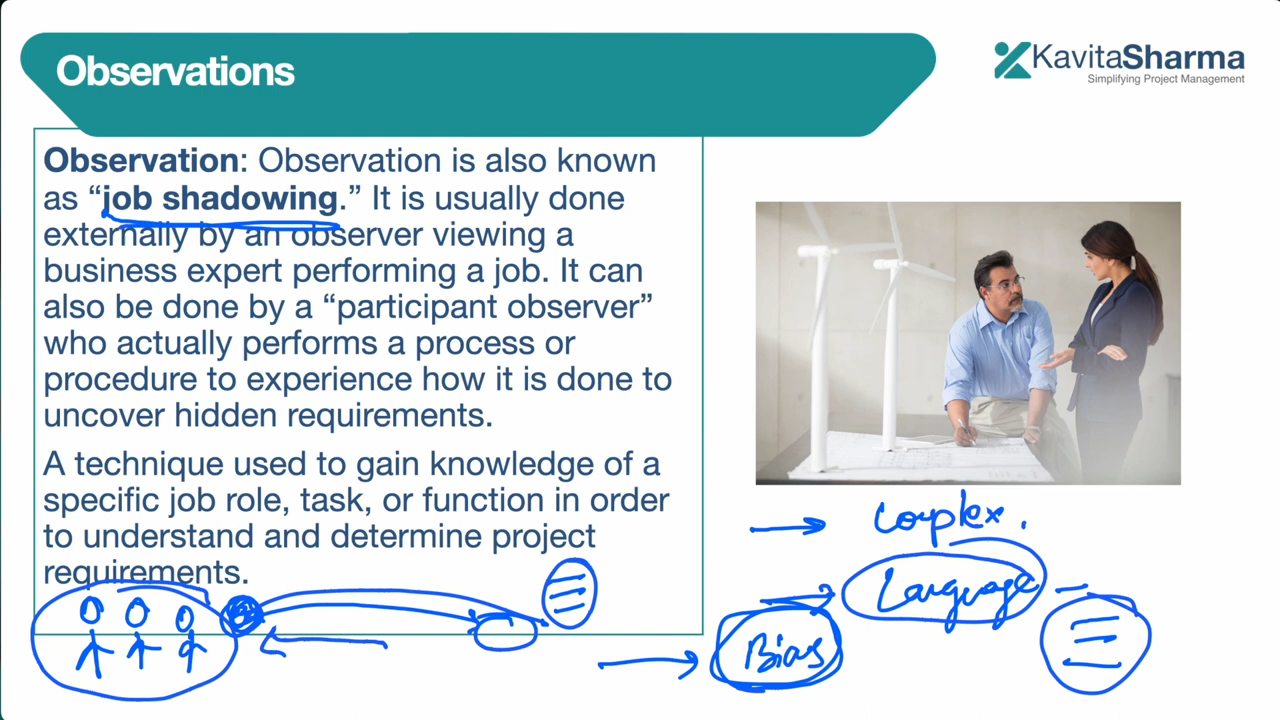 Observations
KavitaSharma
Simplifying Project Management
Observation: Observation is also known
as “job shadowing.” It is usually done
externally by an observer viewing a
business expert performing a job. It can
also be done by a “participant observer”
who actually performs a process or
procedure to experience how it is done to
uncover hidden requirements.
A technique used to gain knowledge of a
specific job role, task, or function in order
to understand and determine project
requirements.
Complex.
Language
Bias